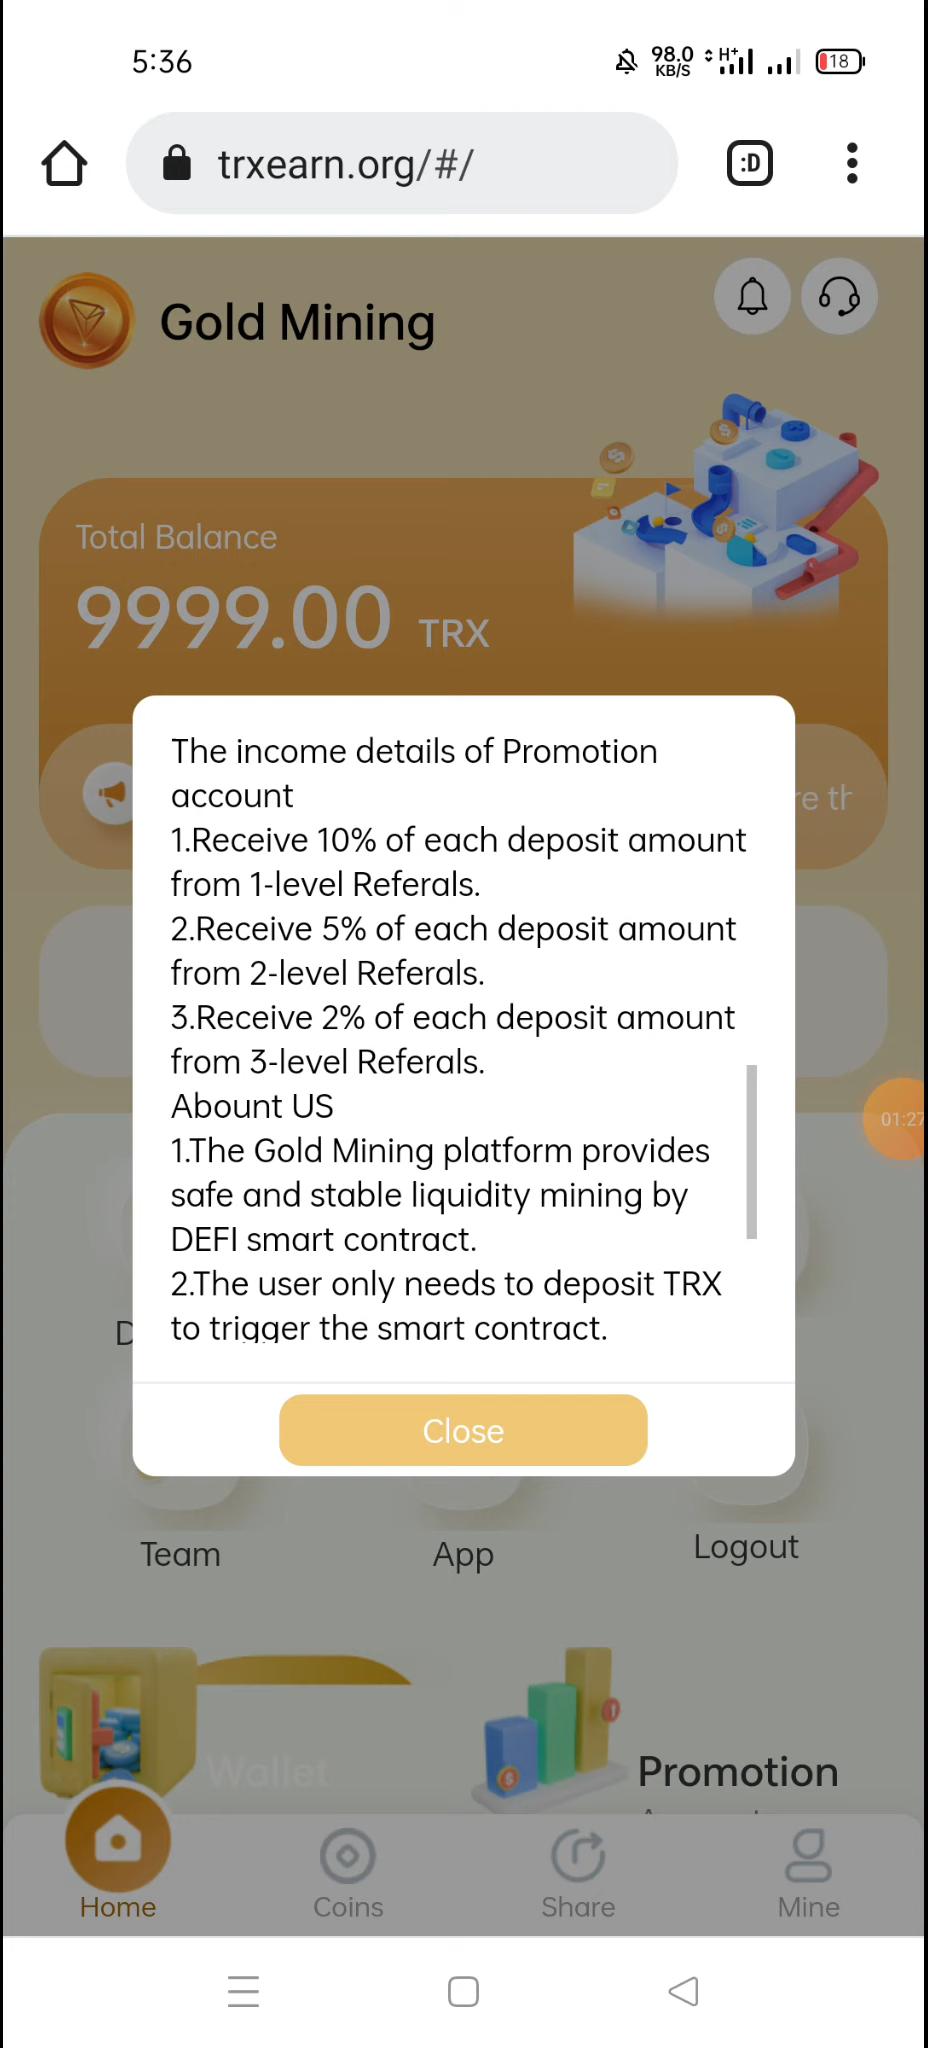 5:36
98.0
KB/S
H+
18
trxearn.org/#/
:D
Gold Mining
Total Balance
9999.00 TRX
The income details of Promotion
account
1.Receive 10% of each deposit amount
from 1-level Referals.
2.Receive 5% of each deposit amount
from 2-level Referals.
3.Receive 2% of each deposit amount
from 3-level Referals.
Abount US
1.The Gold Mining platform provides
safe and stable liquidity mining by
DEFI smart contract.
2.The user only needs to deposit TRX
to trigger the smart contract.
01:27
Close
Team
App
Logout
Wallet
Promotion
Home
Coins
Share
Mine